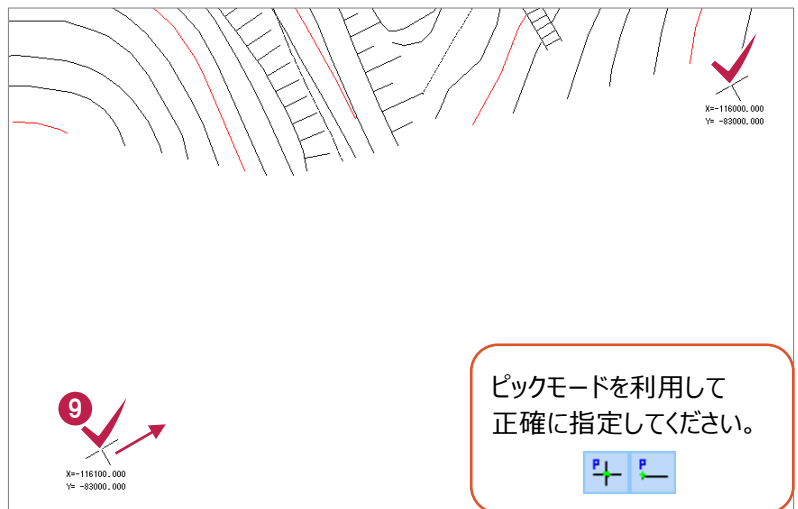 X=-116000.000
Y= -83000.000
9
X=-116100.000
Y= -83000.000
ピックモードを利用して
正確に指定してください。
P P